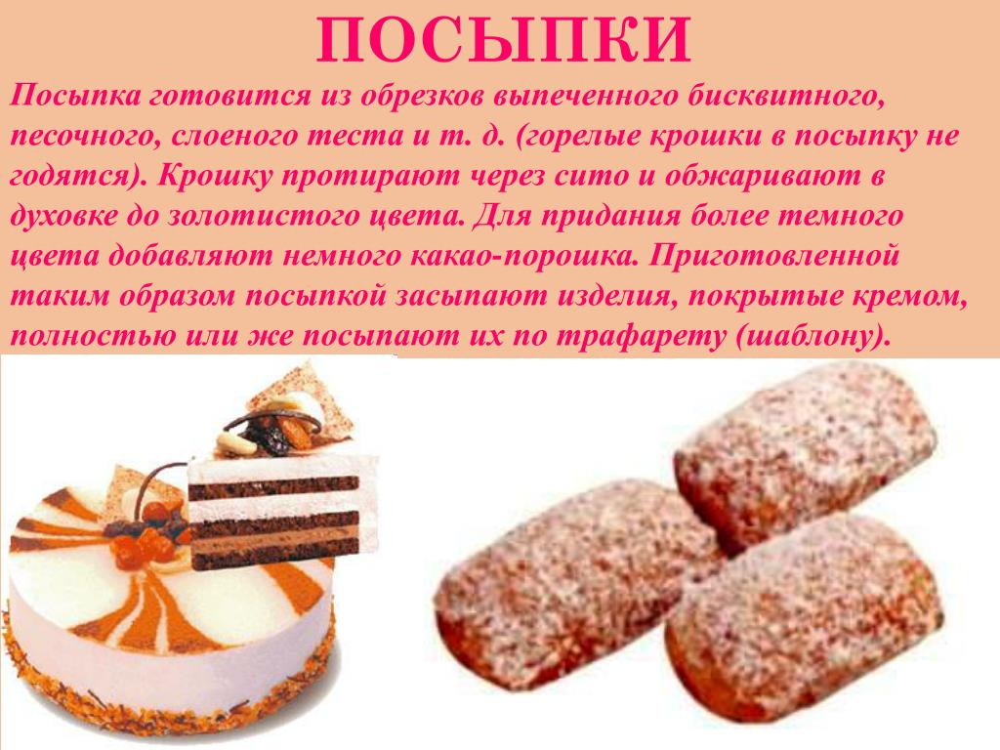 ПОСЫПКИ
Посыпка готовится из обрезков выпеченного бисквитного,
песочного, слоеного теста и т. д. (горелые крошки в посыпку не
годятся). Крошку протирают через сито и обжаривают в
духовке до золотистого цвета. Для придания более темного
цвета добавляют немного какао-порошка. Приготовленной
таким образом посыпкой засыпают изделия, покрытые кремом,
полностью или же посыпают их по трафарету (шаблону).